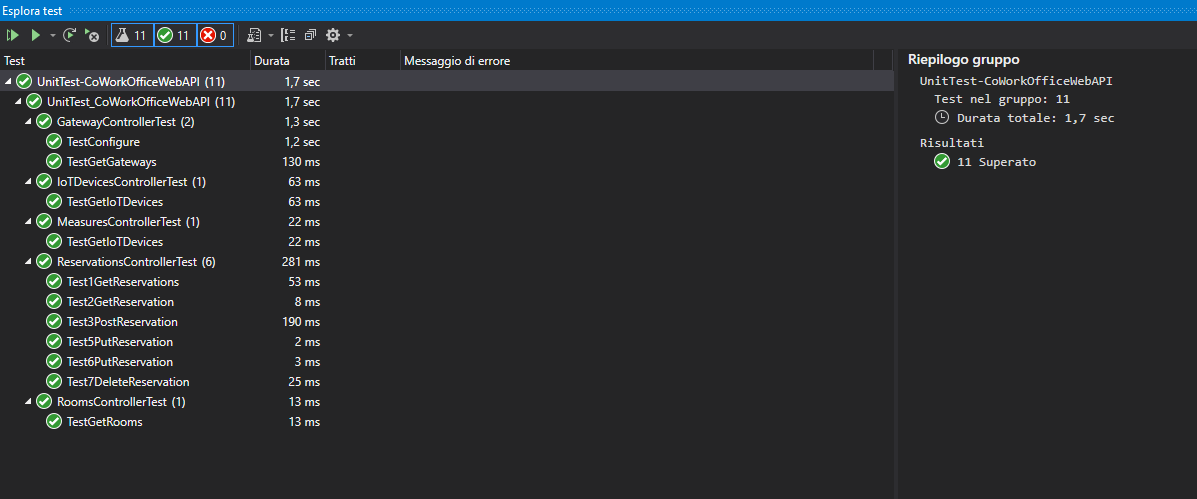 Esplora test
11 11 0
Test Durata Tratti Messaggio di errore
UnitTest-CoWorkOfficeWebAPI (11) 1,7 sec
UnitTest_CoWorkOfficeWebAPI (11) 1,7 sec
GatewayControllerTest (2) 1,3 sec
TestConfigure 1,2 sec
TestGetGateways 130 ms
IoTDevicesControllerTest (1) 63 ms
TestGetIoTDevices 63 ms
MeasuresControllerTest (1) 22 ms
TestGetIoTDevices 22 ms
ReservationsControllerTest (6) 281 ms
Test1GetReservations 53 ms
Test2GetReservation 8 ms
Test3PostReservation 190 ms
Test5PutReservation 2 ms
Test6PutReservation 3 ms
Test7DeleteReservation 25 ms
RoomsControllerTest (1) 13 ms
TestGetRooms 13 ms
Riepilogo gruppo
UnitTest-CoWorkOfficeWebAPI
Test nel gruppo: 11
Durata totale: 1,7 sec
Risultati
11 Superato